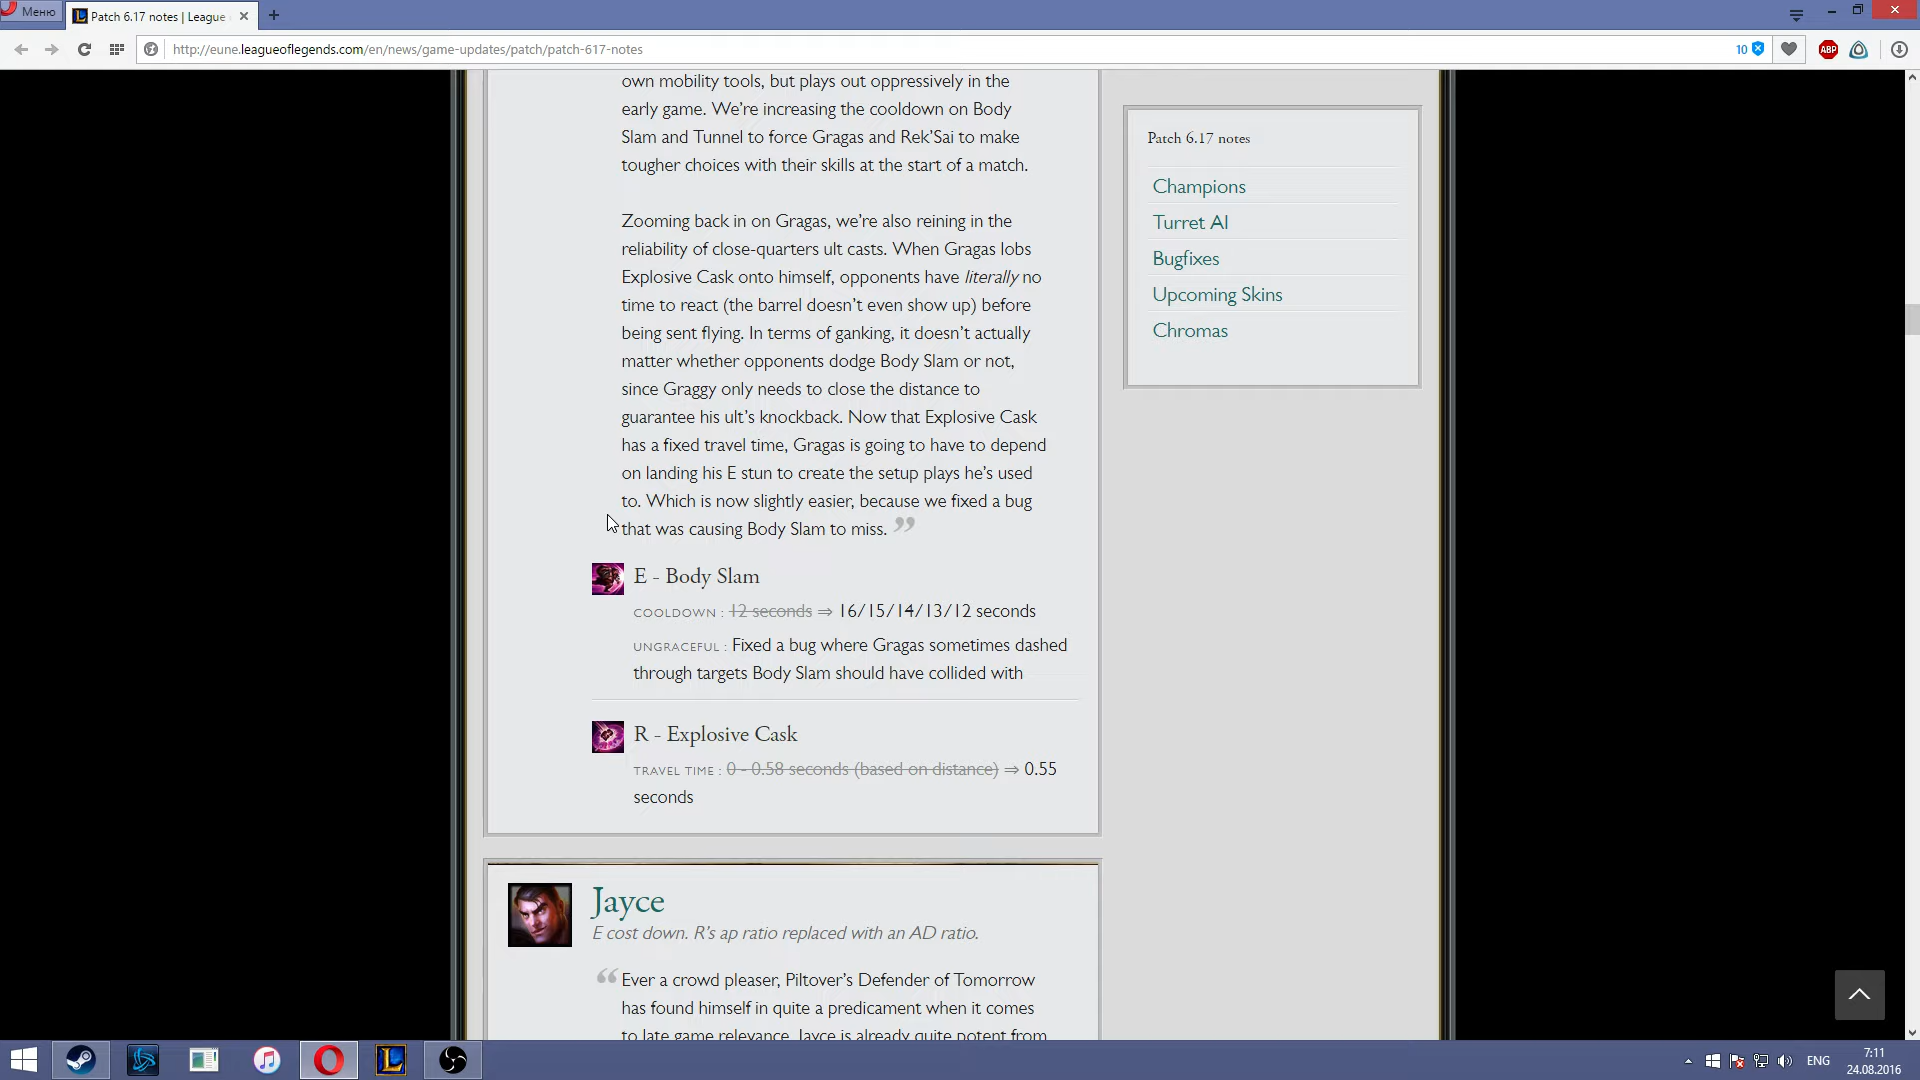 Меню
Patch 6.17 notes | League
http://eune.leagueoflegends.com/en/news/game-updates/patch/patch-617-notes
10
ABP
own mobility tools, but plays out oppressively in the
early game. We're increasing the cooldown on Body
Slam and Tunnel to force Gragas and Rek'Sai to make
tougher choices with their skills at the start of a match.
Zooming back in on Gragas, we're also reining in the
reliability of close-quarters ult casts. When Gragas lobs
Explosive Cask onto himself, opponents have literally no
time to react (the barrel doesn't even show up) before
being sent flying. In terms of ganking, it doesn't actually
matter whether opponents dodge Body Slam or not,
since Graggy only needs to close the distance to
guarantee his ult's knockback. Now that Explosive Cask
has a fixed travel time, Gragas is going to have to depend
on landing his E stun to create the setup plays he's used
to. Which is now slightly easier, because we fixed a bug
that was causing Body Slam to miss. ”
E - Body Slam
COOLDOWN : 12 seconds ⇒ 16/15/14/13/12 seconds
UNGRACEFUL : Fixed a bug where Gragas sometimes dashed
through targets Body Slam should have collided with
R - Explosive Cask
TRAVEL TIME : 0 - 0.58 seconds (based on distance) ⇒ 0.55
seconds
Jayce
E cost down. R's ap ratio replaced with an AD ratio.
“ Ever a crowd pleaser, Piltover's Defender of Tomorrow
has found himself in quite a predicament when it comes
to late game relevance. Jayce is already quite potent from
Patch 6.17 notes
Champions
Turret AI
Bugfixes
Upcoming Skins
Chromas
ENG
7:11
24.08.2016